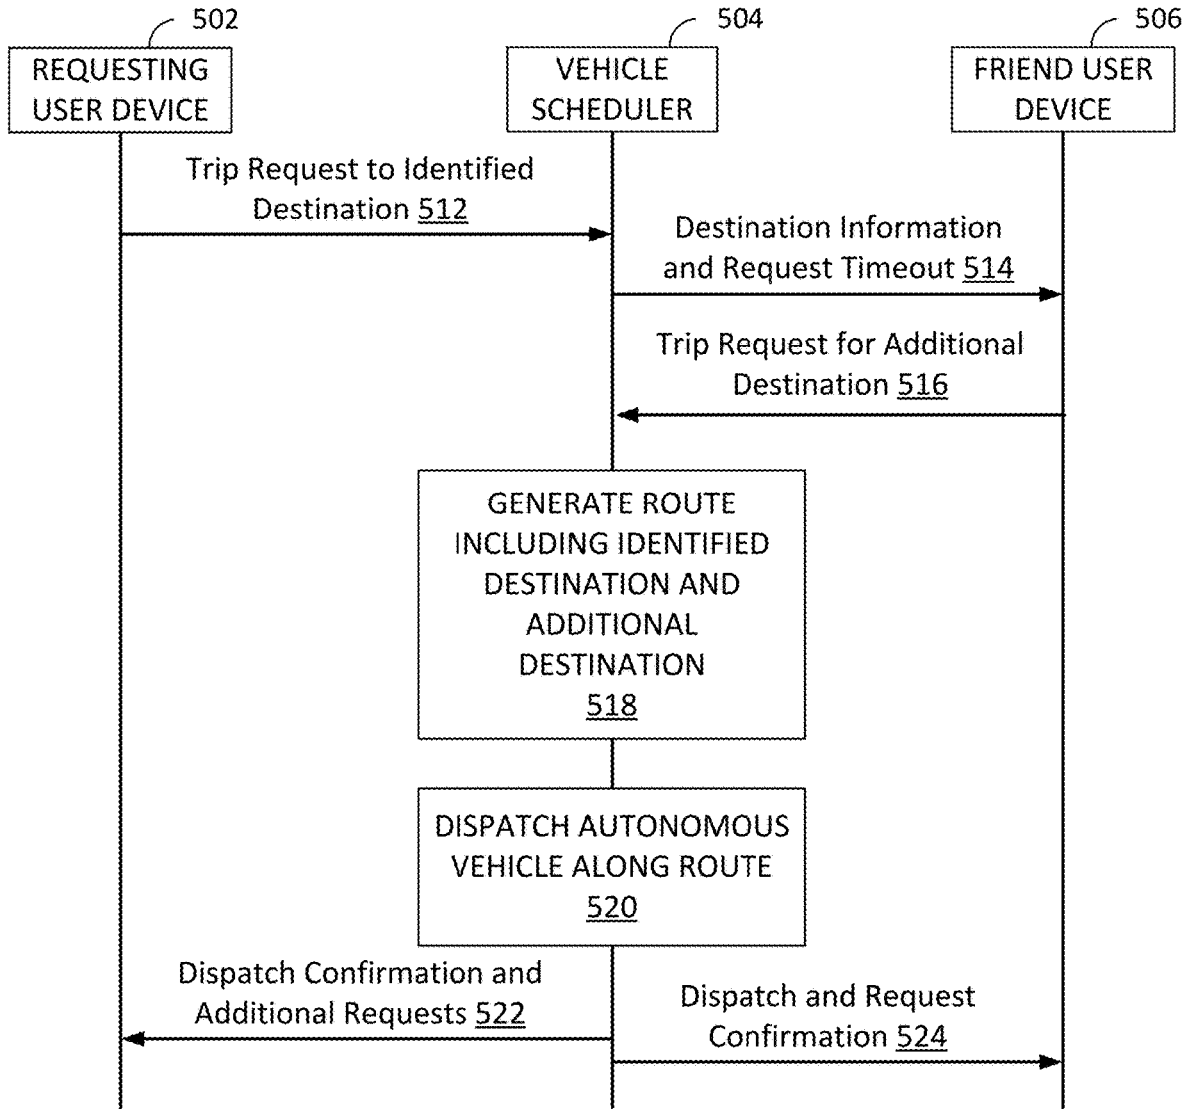 502
504
506
REQUESTING
USER DEVICE
VEHICLE
SCHEDULER
FRIEND USER
DEVICE
Trip Request to Identified
Destination 512
Destination Information
and Request Timeout 514
Trip Request for Additional
Destination 516
GENERATE ROUTE
INCLUDING IDENTIFIED
DESTINATION AND
ADDITIONAL
DESTINATION
518
DISPATCH AUTONOMOUS
VEHICLE ALONG ROUTE
520
Dispatch Confirmation and
Additional Requests 522
Dispatch and Request
Confirmation 524